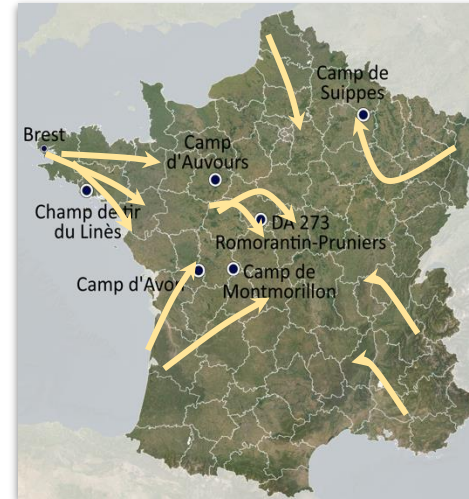 Camp de
Suippes
Brest
Camp
d'Auvours
Champ de tir
du Linès
DA 273
Romorantin-Pruniers
Camp d'Avon
Camp de
Montmorillon